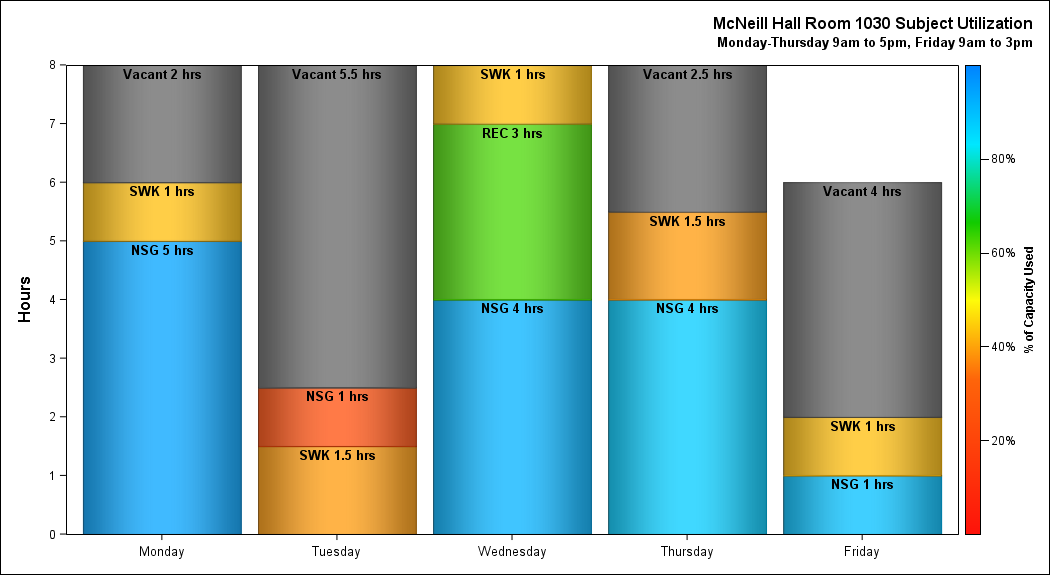 McNeill Hall Room 1030 Subject Utilization
Monday-Thursday 9am to 5pm, Friday 9am to 3pm
Hours
8
7
6
5
4
3
2
1
0
Vacant 2 hrs
SWK 1 hrs
NSG 5 hrs
Vacant 5.5 hrs
NSG 1 hrs
SWK 1.5 hrs
SWK 1 hrs
REC 3 hrs
NSG 4 hrs
Vacant 2.5 hrs
SWK 1.5 hrs
NSG 4 hrs
Vacant 4 hrs
SWK 1 hrs
NSG 1 hrs
Monday
Tuesday
Wednesday
Thursday
Friday
80%
60%
40%
20%
% of Capacity Used